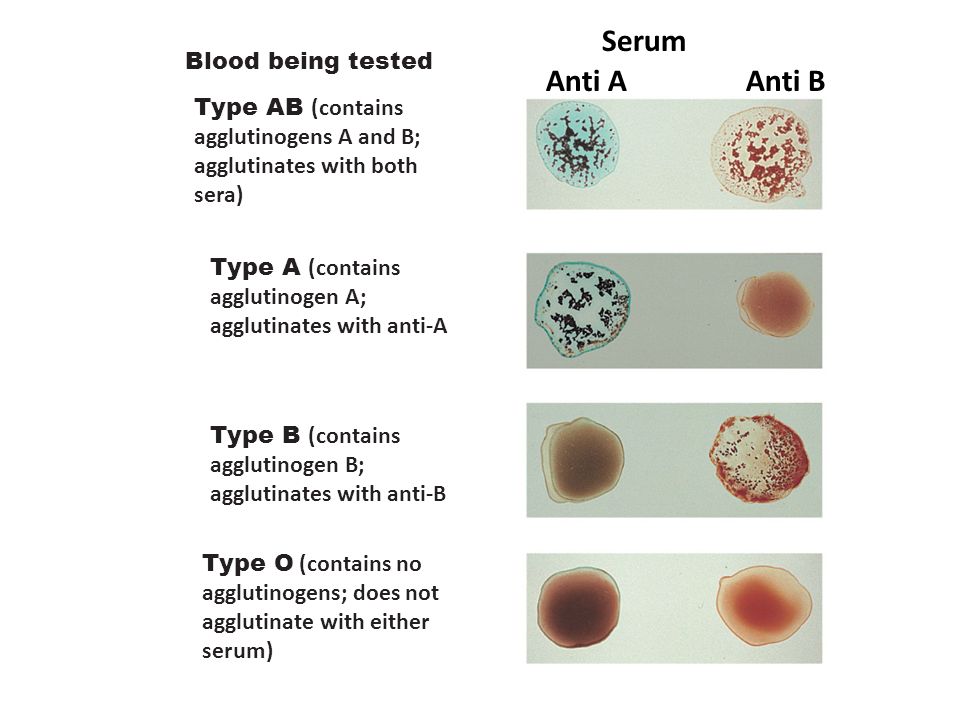 Serum
Blood being tested
Anti A Anti B
Type AB (contains
agglutinogens A and B;
agglutinates with both
sera)
Type A (contains
agglutinogen A;
agglutinates with anti-A
Type B (contains
agglutinogen B;
agglutinates with anti-B
Type O (contains no
agglutinogens; does not
agglutinate with either
serum)